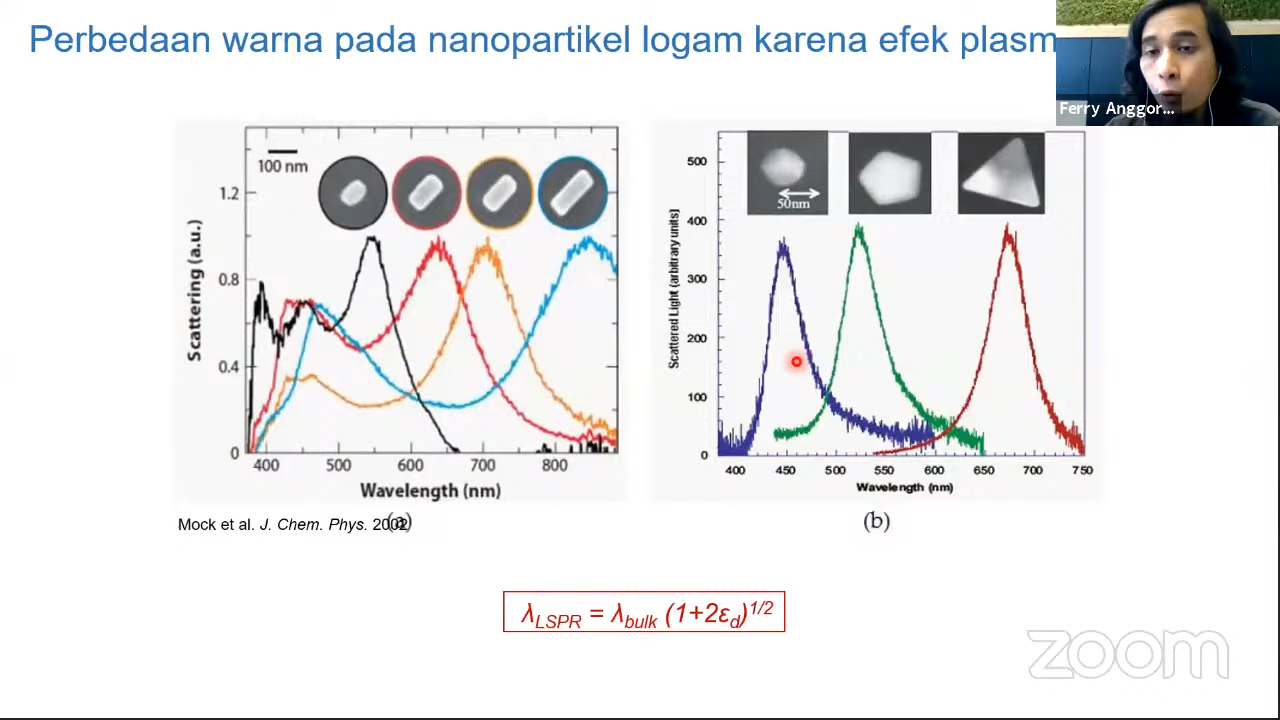 Perbedaan warna pada nanopartikel logam karena efek plasm
Ferry Anggor...
100 nm
1.2
0.8
0.4
0
400 500 600 700 800
Scattering (a.u.)
Wavelength (nm)
(a)
50nm
500
400
300
200
100
0
400 450 500 550 600 650 700 750
Scattered Light (arbitrary units)
Wavelength (nm)
(b)
Mock et al. J. Chem. Phys. 2002
λLSPR = λbulk (1+2εd)1/2
zoom